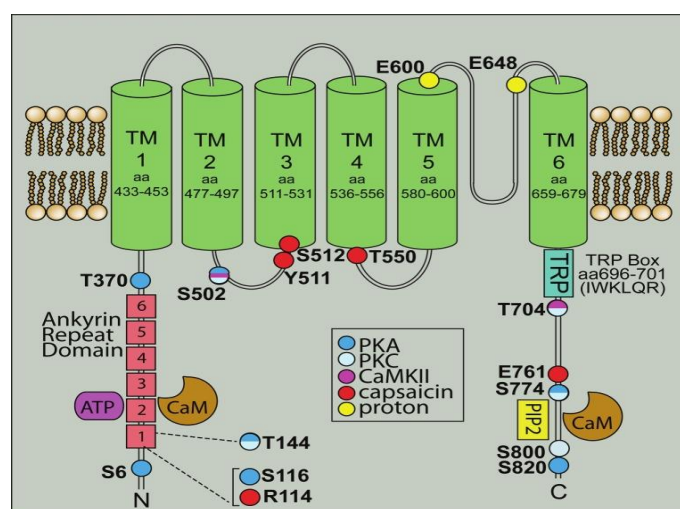 E600
E648
TM
1
aa
433-453
TM
2
aa
477-497
TM
3
aa
511-531
TM
4
aa
536-556
TM
5
aa
580-600
TM
6
aa
659-679
T370
S502
S512
Y511
T550
TRP
TRP Box
aa696-701
(IWKLQR)
T704
Ankyrin
Repeat
Domain
6
5
4
3
2
1
ATP
CaM
PKA
PKC
CaMKII
capsaicin
proton
E761
S774
PIP2
CaM
T144
S6
S116
R114
S800
S820
N
C